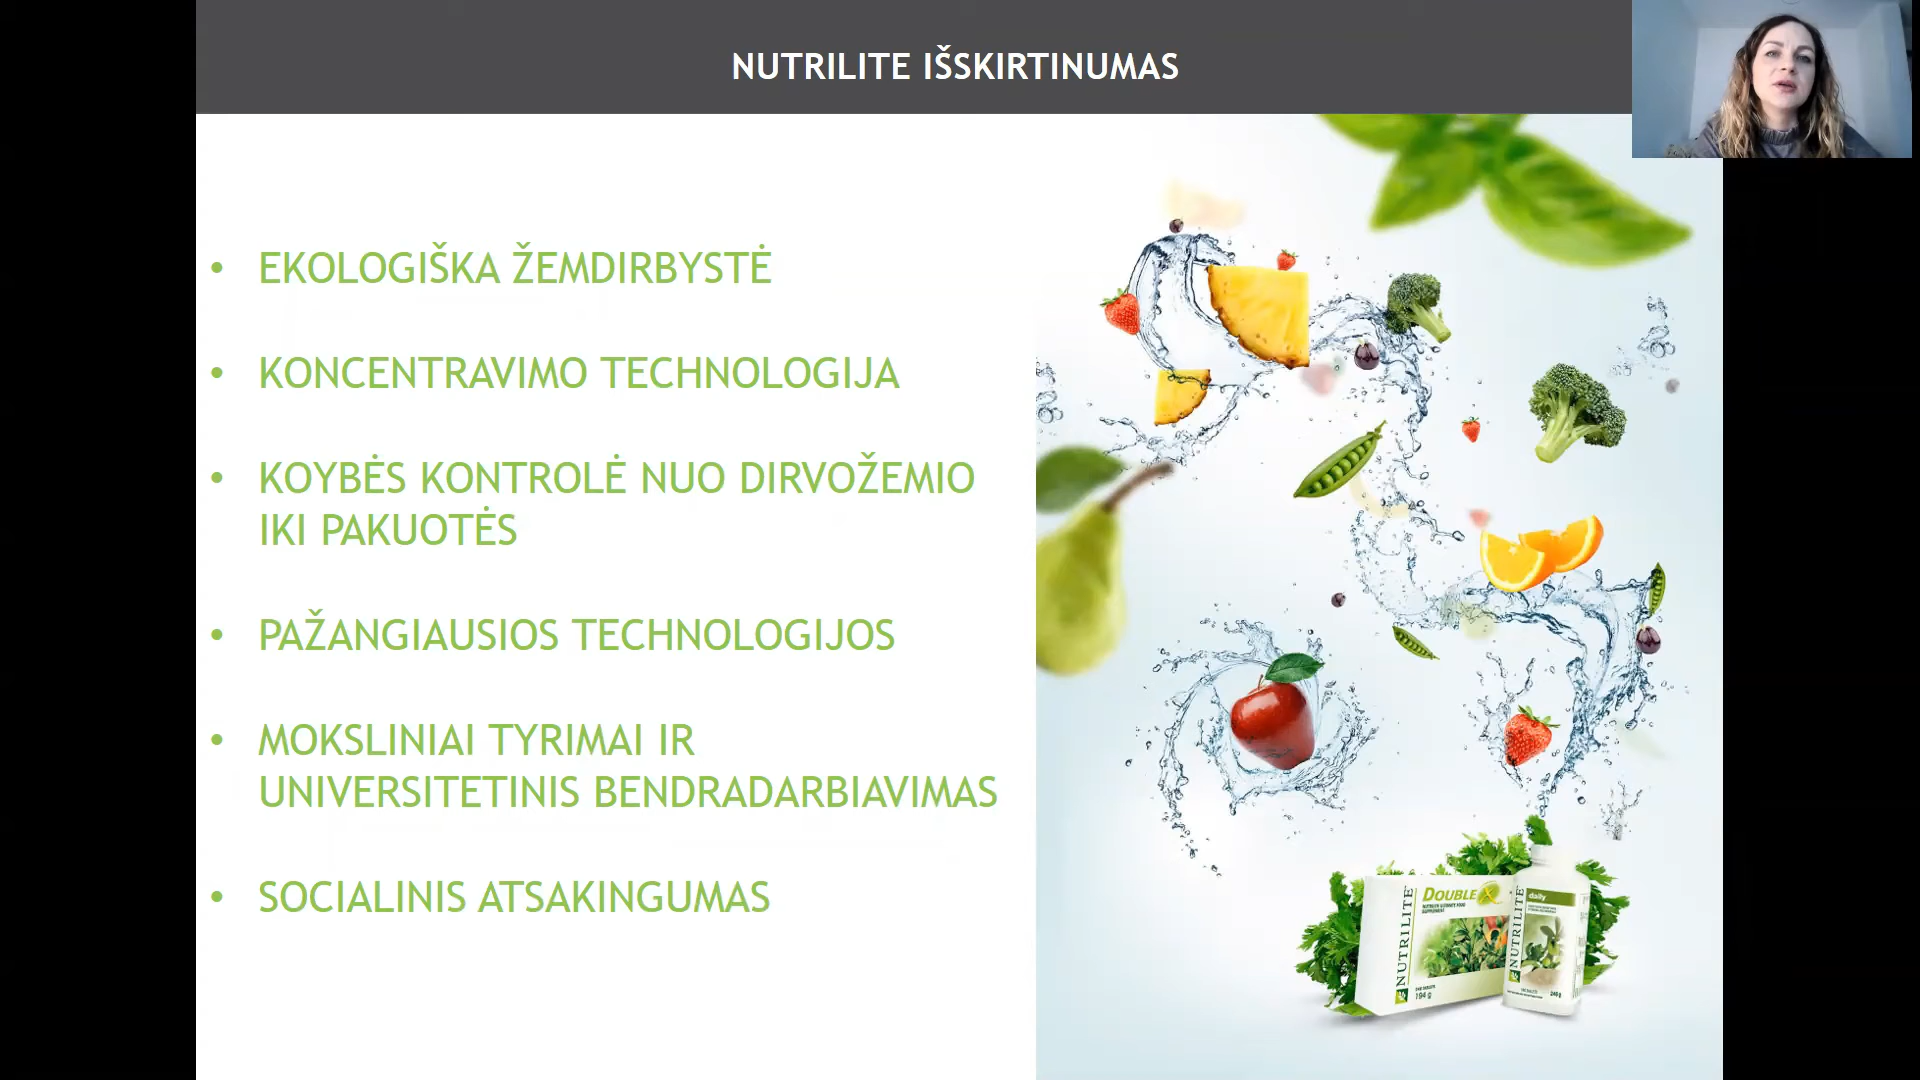 NUTRILITE IŠSKIRTINUMAS
• EKOLOGIŠKA ŽEMDIRBYSTĖ
• KONCENTRAVIMO TECHNOLOGIJA
• KOYBĖS KONTROLĖ NUO DIRVOŽEMIO
IKI PAKUOTĖS
• PAŽANGIAUSIOS TECHNOLOGIJOS
• MOKSLINIAI TYRIMAI IR
UNIVERSITETINIS BENDRADARBIAVIMAS
• SOCIALINIS ATSAKINGUMAS
NUTRILITE
DOUBLE X
194 g
NUTRILITE
daily